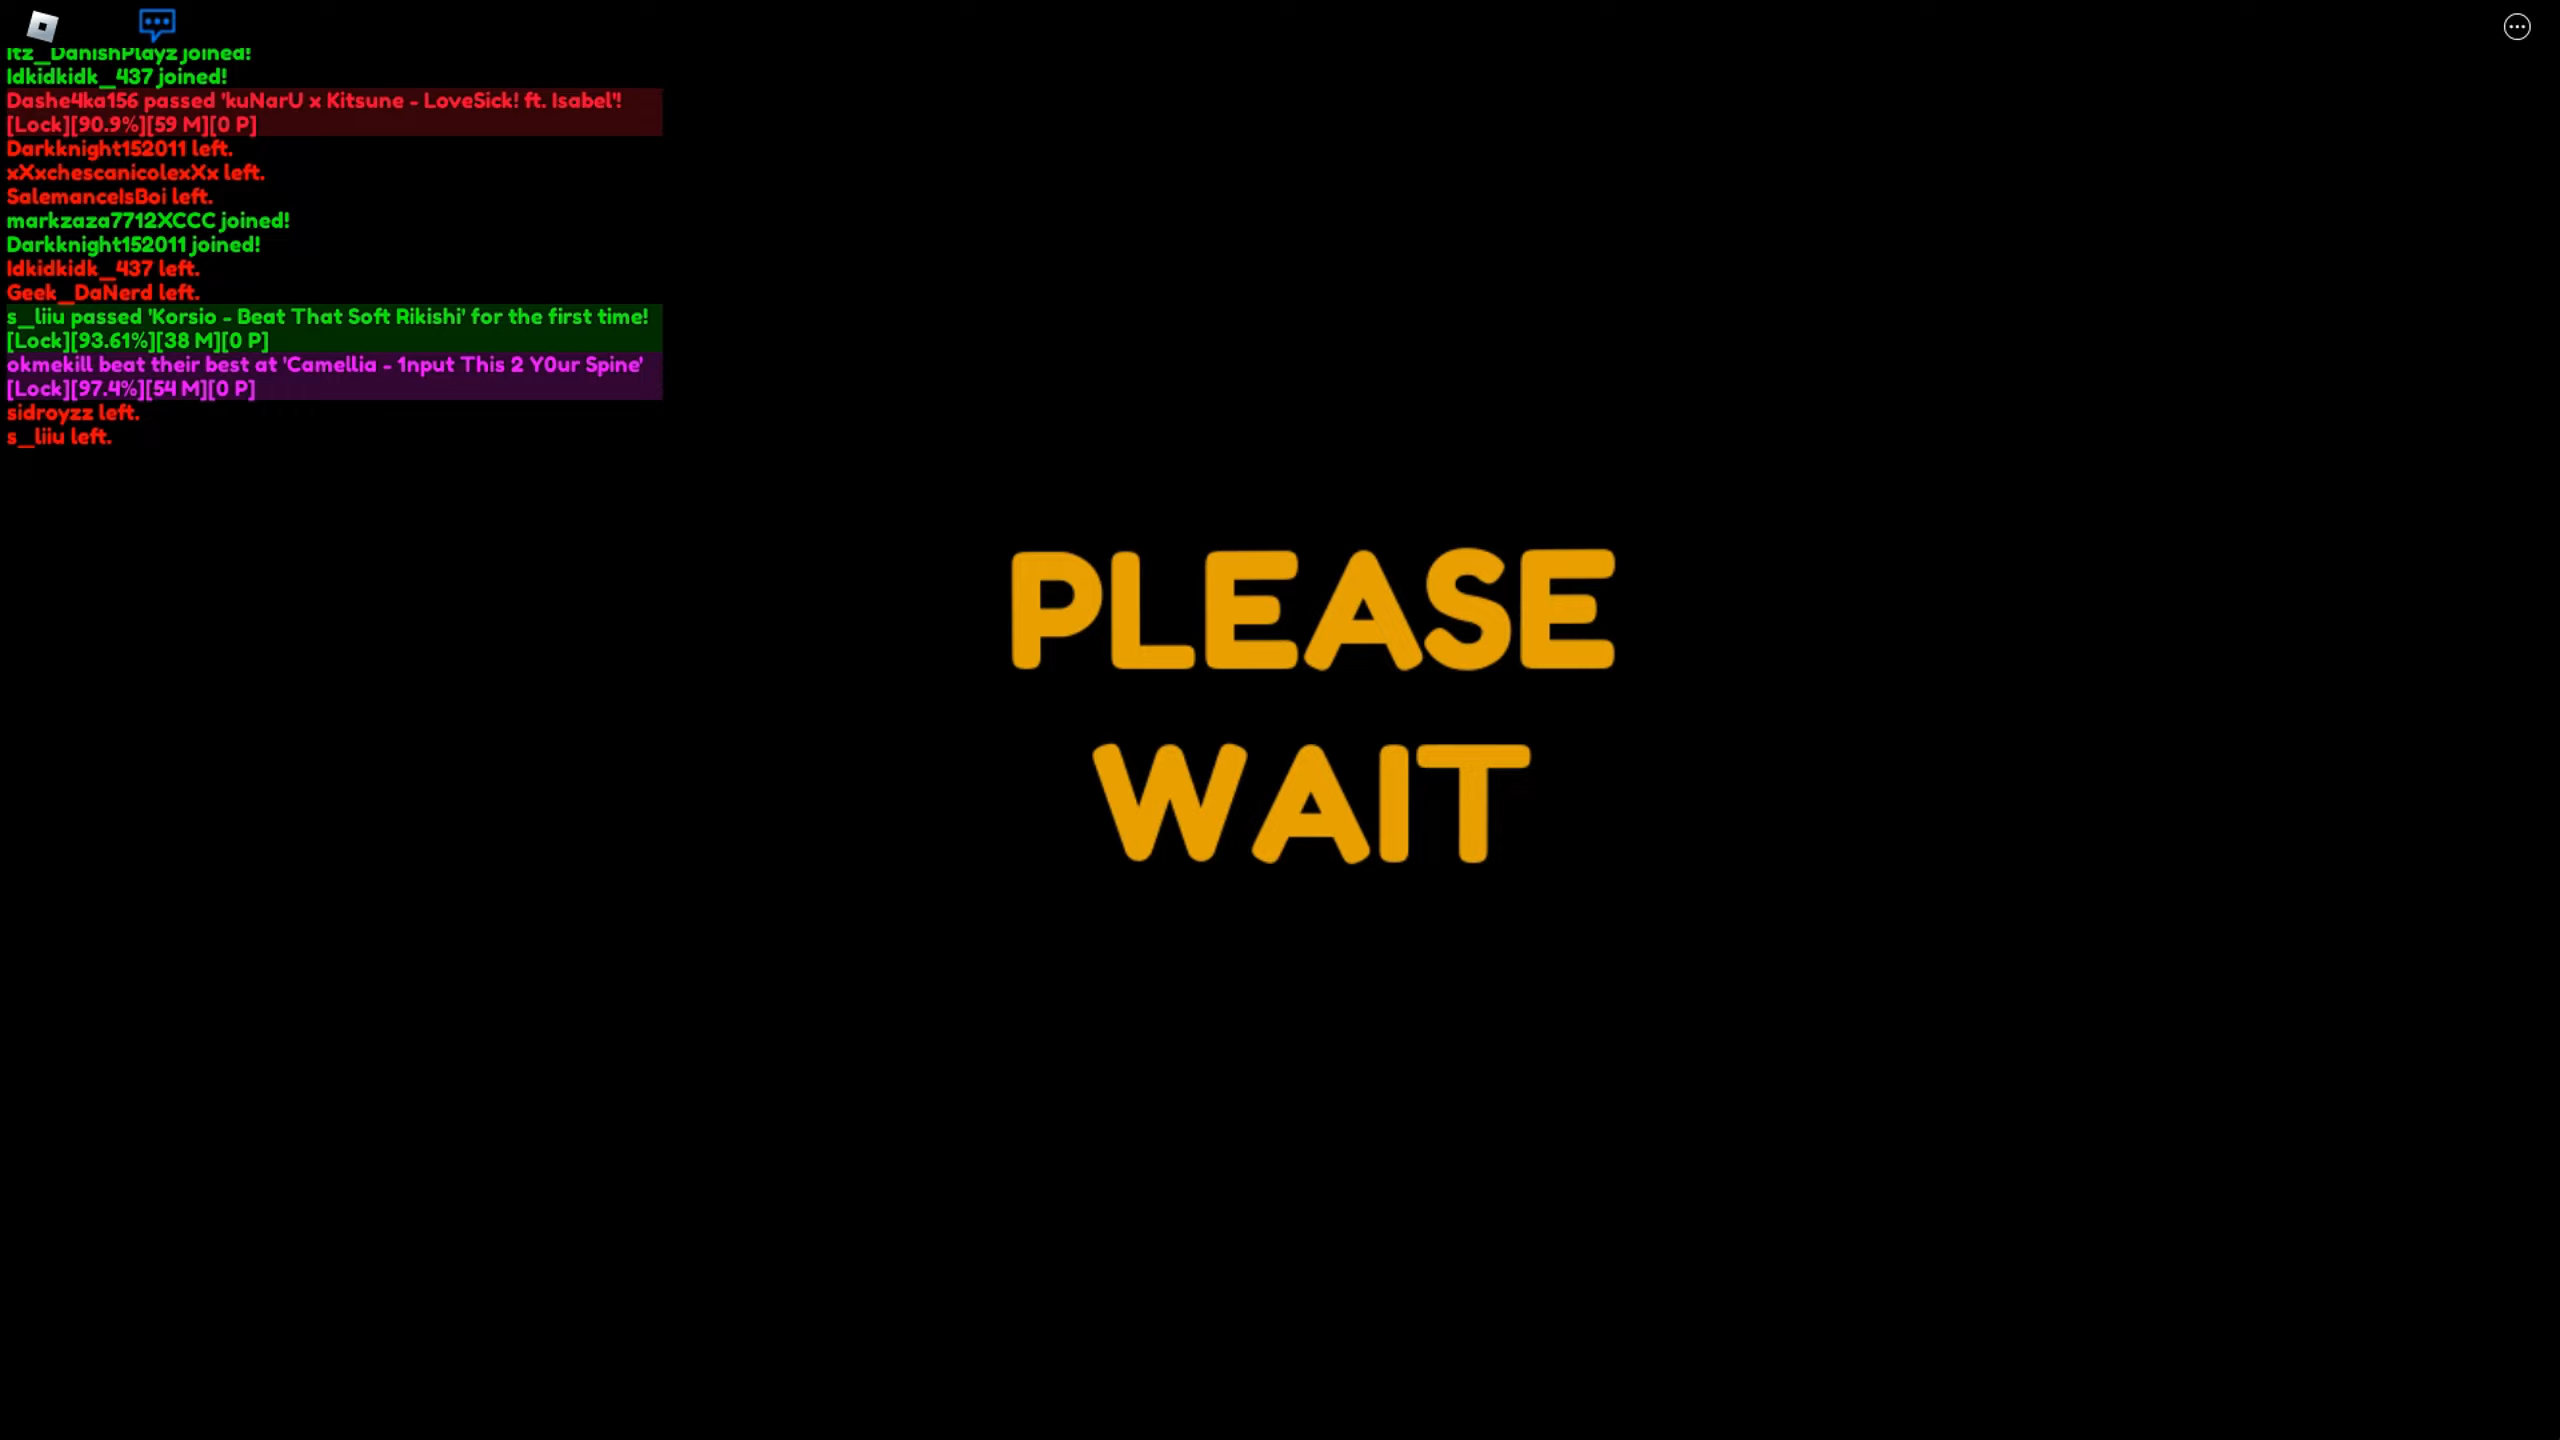 Itz_DanishPlayz joined!
Idkidkidk_437 joined!
Dashe4ka156 passed 'kuNarU x Kitsune - LoveSick! ft. Isabel'!
[Lock][90.9%][59 M][0 P]
Darkknight152011 left.
xXxchescanicolexXx left.
SalemanceIsBoi left.
markzaza7712XCCC joined!
Darkknight152011 joined!
Idkidkidk_437 left.
Geek_DaNerd left.
s_liiu passed 'Korsio - Beat That Soft Rikishi' for the first time!
[Lock][93.61%][38 M][0 P]
okmekill beat their best at 'Camellia - 1nput This 2 Y0ur Spine'
[Lock][97.4%][54 M][0 P]
sidroyzz left.
s_liiu left.
PLEASE
WAIT